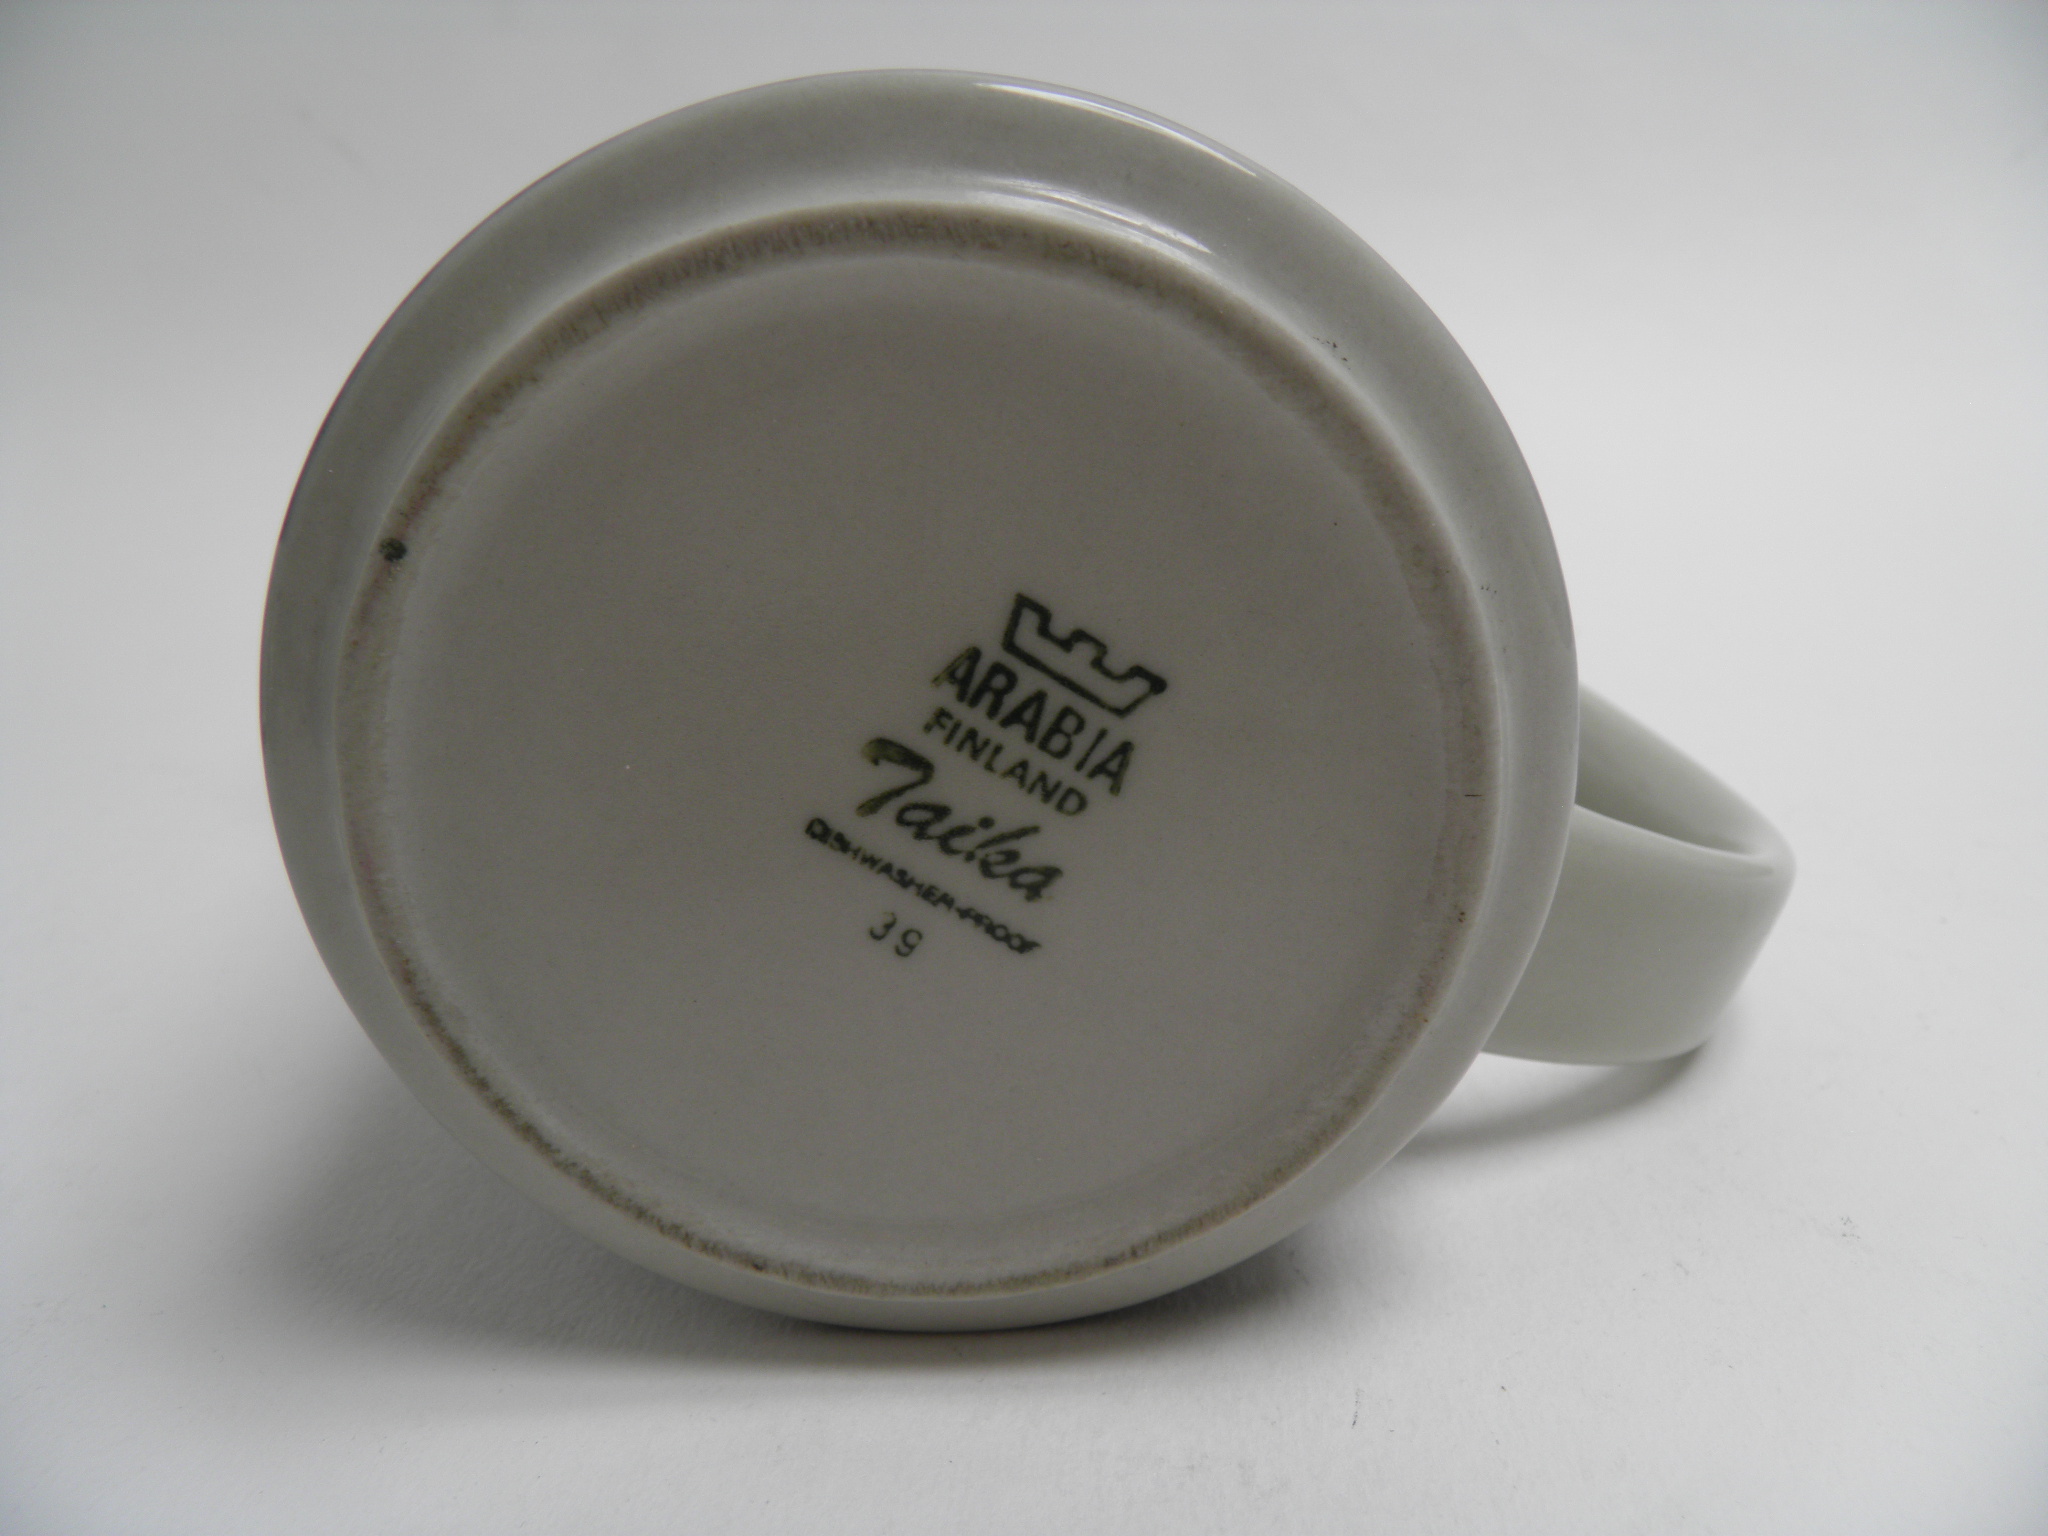 ARABIA
FINLAND
Taika
DISHWASHER-PROOF
39